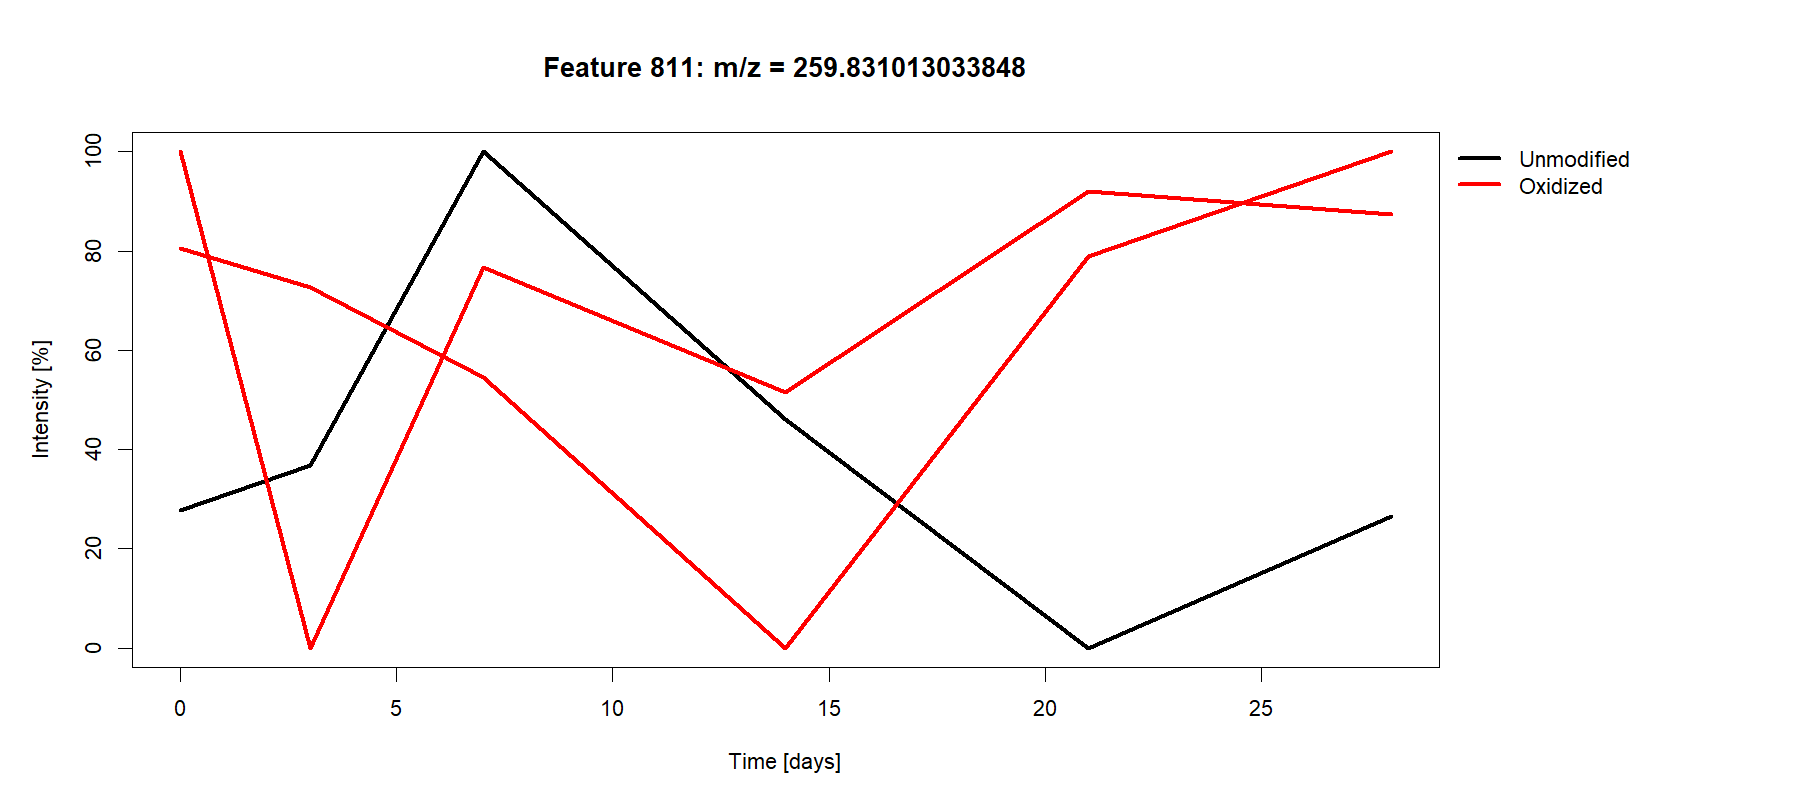 Feature 811: m/z = 259.831013033848
Unmodified
Oxidized
Intensity [%]
100
80
60
40
20
0
0 5 10 15 20 25
Time [days]